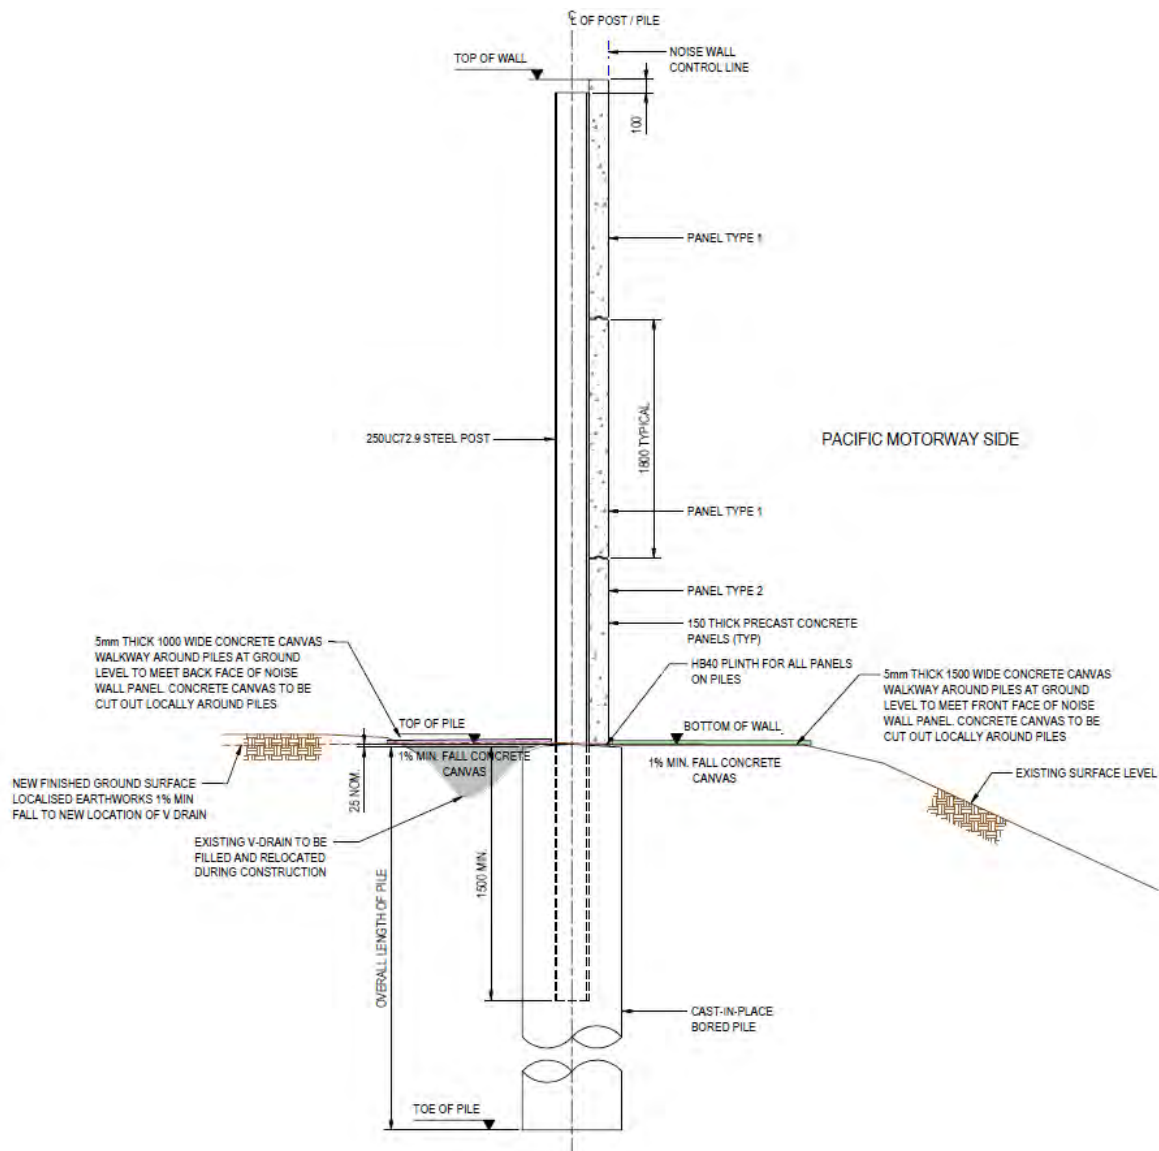 ℄ OF POST / PILE
TOP OF WALL
NOISE WALL
CONTROL LINE
100
PANEL TYPE 1
1800 TYPICAL
250UC72.9 STEEL POST
PACIFIC MOTORWAY SIDE
PANEL TYPE 1
PANEL TYPE 2
150 THICK PRECAST CONCRETE
PANELS (TYP)
HB40 PLINTH FOR ALL PANELS
ON PILES
5mm THICK 1000 WIDE CONCRETE CANVAS
WALKWAY AROUND PILES AT GROUND
LEVEL TO MEET BACK FACE OF NOISE
WALL PANEL. CONCRETE CANVAS TO BE
CUT OUT LOCALLY AROUND PILES
5mm THICK 1500 WIDE CONCRETE CANVAS
WALKWAY AROUND PILES AT GROUND
LEVEL TO MEET FRONT FACE OF NOISE
WALL PANEL. CONCRETE CANVAS TO BE
CUT OUT LOCALLY AROUND PILES
TOP OF PILE
BOTTOM OF WALL
1% MIN. FALL CONCRETE
CANVAS
1% MIN. FALL CONCRETE
CANVAS
NEW FINISHED GROUND SURFACE
LOCALISED EARTHWORKS 1% MIN
FALL TO NEW LOCATION OF V DRAIN
25 NOM.
EXISTING SURFACE LEVEL
EXISTING V-DRAIN TO BE
FILLED AND RELOCATED
DURING CONSTRUCTION
1500 MIN.
OVERALL LENGTH OF PILE
CAST-IN-PLACE
BORED PILE
TOE OF PILE